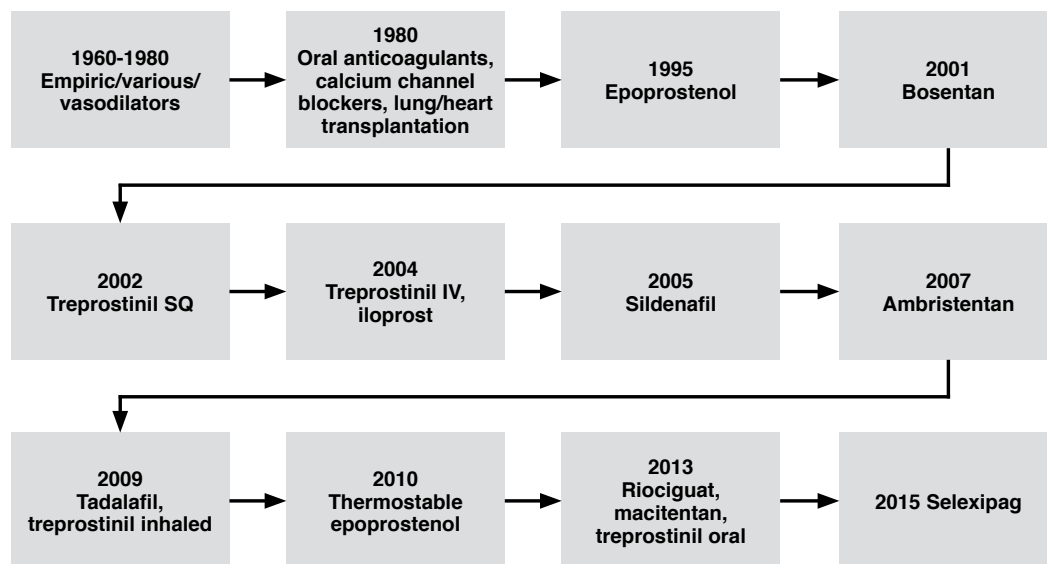 1960-1980
Empiric/various/
vasodilators
1980
Oral anticoagulants,
calcium channel
blockers, lung/heart
transplantation
1995
Epoprostenol
2001
Bosentan
2002
Treprostinil SQ
2004
Treprostinil IV,
iloprost
2005
Sildenafil
2007
Ambristentan
2009
Tadalafil,
treprostinil inhaled
2010
Thermostable
epoprostenol
2013
Riociguat,
macitentan,
treprostinil oral
2015 Selexipag